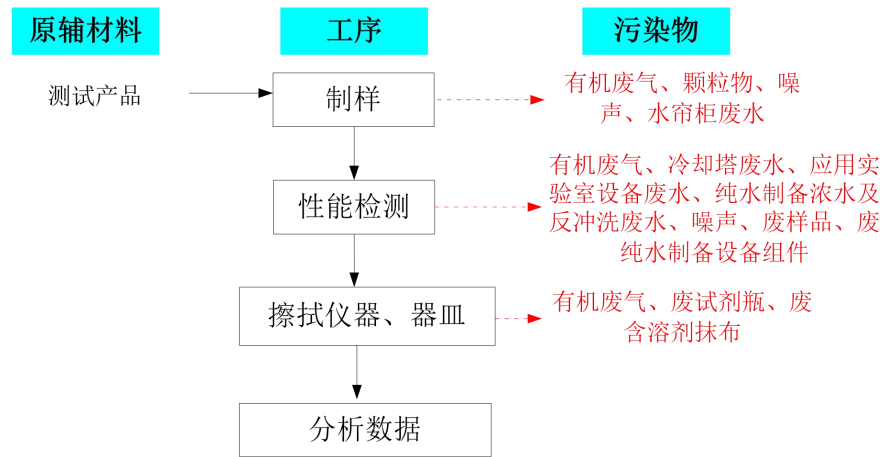 原辅材料
工序
污染物
测试产品
制样
有机废气、颗粒物、噪
声、水帘柜废水
性能检测
有机废气、冷却塔废水、应用实
验室设备废水、纯水制备浓水及
反冲洗废水、噪声、废样品、废
纯水制备设备组件
擦拭仪器、器皿
有机废气、废试剂瓶、废
含溶剂抹布
分析数据